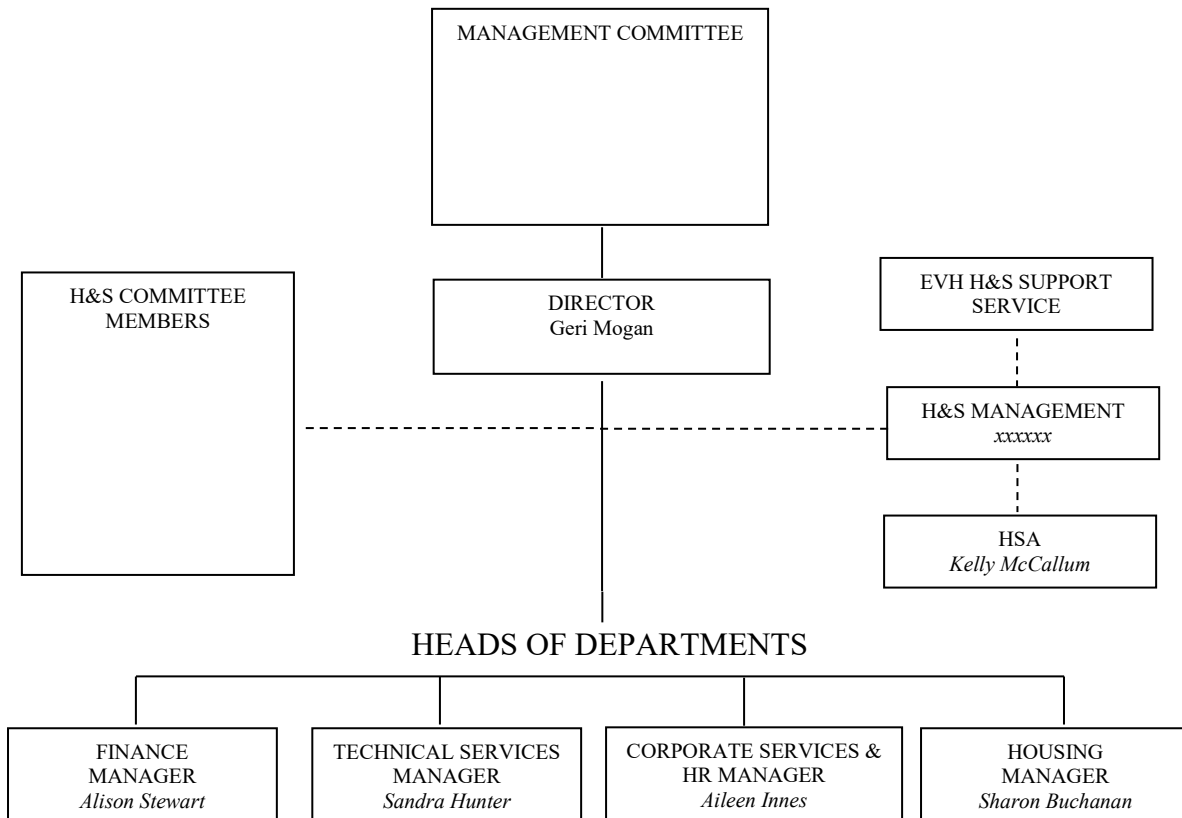 MANAGEMENT COMMITTEE
H&S COMMITTEE
MEMBERS
DIRECTOR
Geri Mogan
EVH H&S SUPPORT
SERVICE
H&S MANAGEMENT
xxxxxx
HSA
Kelly McCallum
HEADS OF DEPARTMENTS
FINANCE
MANAGER
Alison Stewart
TECHNICAL SERVICES
MANAGER
Sandra Hunter
CORPORATE SERVICES &
HR MANAGER
Aileen Innes
HOUSING
MANAGER
Sharon Buchanan